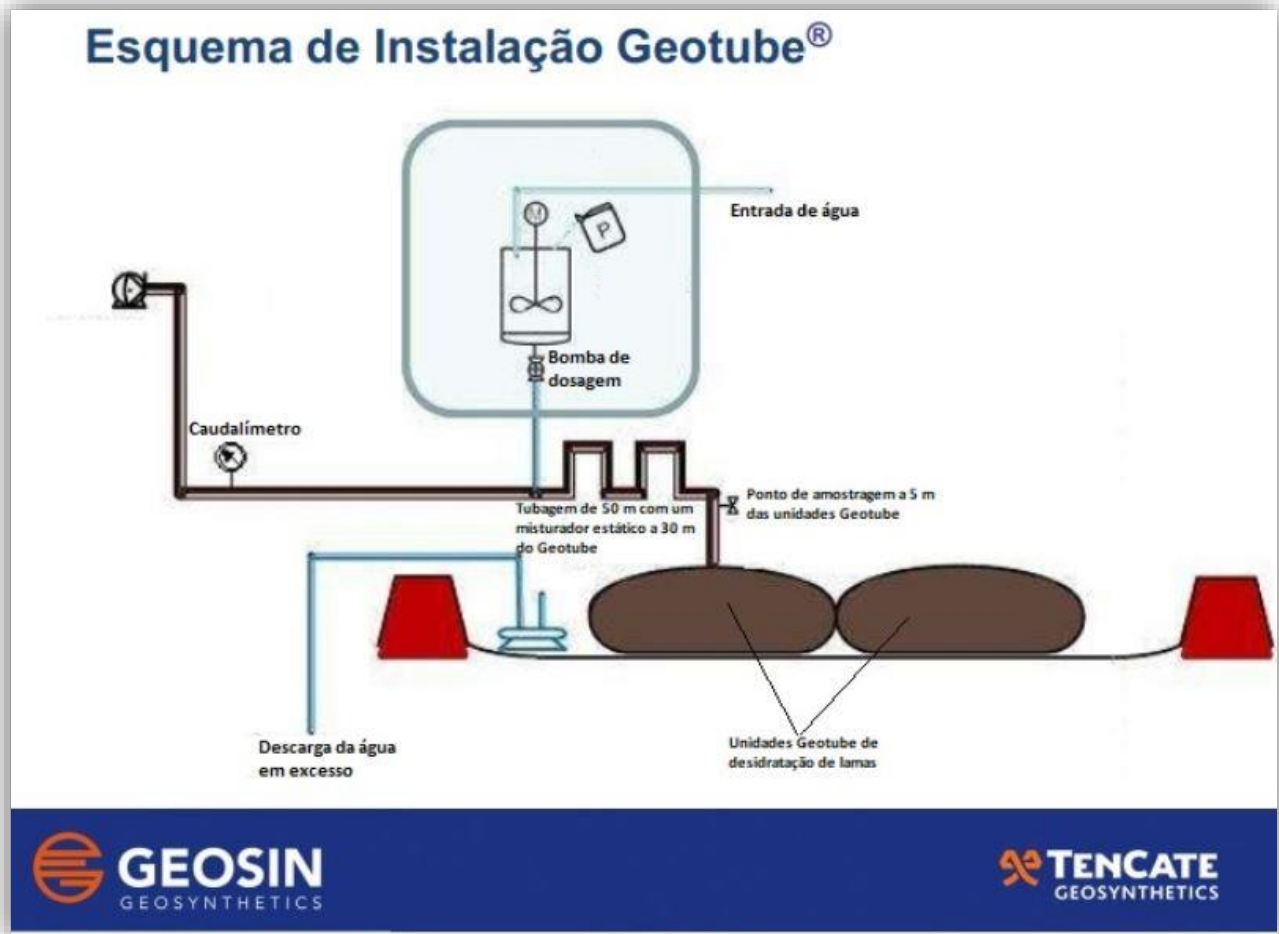 Esquema de Instalação Geotube®
Entrada de água
M
P
Bomba de
dosagem
Caudalímetro
Ponto de amostragem a 5 m
das unidades Geotube
Tubagem de 50 m com um
misturador estático a 30 m
do Geotube
Descarga da água
em excesso
Unidades Geotube de
desidratação de lamas
GEOSIN
GEOSYNTHETICS
TENCATE
GEOSYNTHETICS